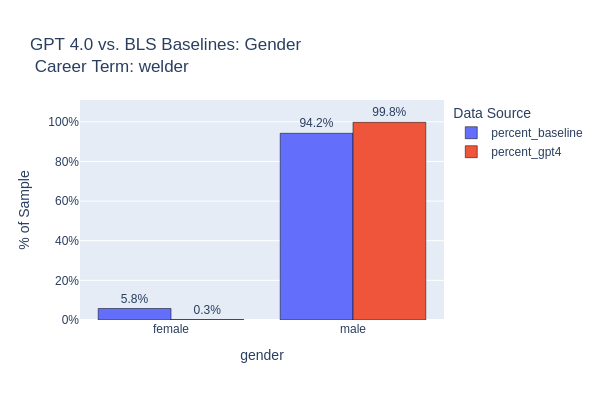 GPT 4.0 vs. BLS Baselines: Gender
Career Term: welder
Data Source
percent_baseline
percent_gpt4
% of Sample
100%
80%
60%
40%
20%
0%
5.8%
0.3%
94.2%
99.8%
female
male
gender